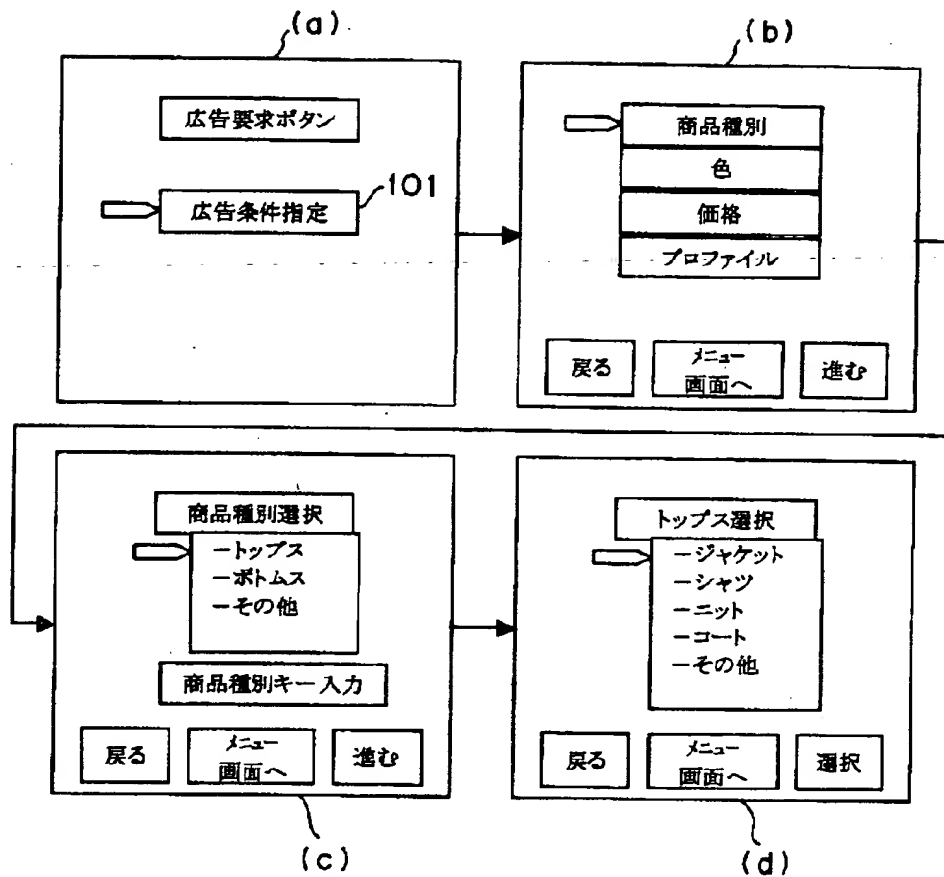 (a)
広告要求ボタン
広告条件指定
101
(b)
商品種別
色
価格
プロファイル
戻る
メニュー
画面へ
進む
商品種別選択
ートップス
ーボトムス
ーその他
商品種別キー入力
戻る
メニュー
画面へ
進む
(c)
トップス選択
ージャケット
ーシャツ
ーニット
ーコート
ーその他
戻る
メニュー
画面へ
選択
(d)